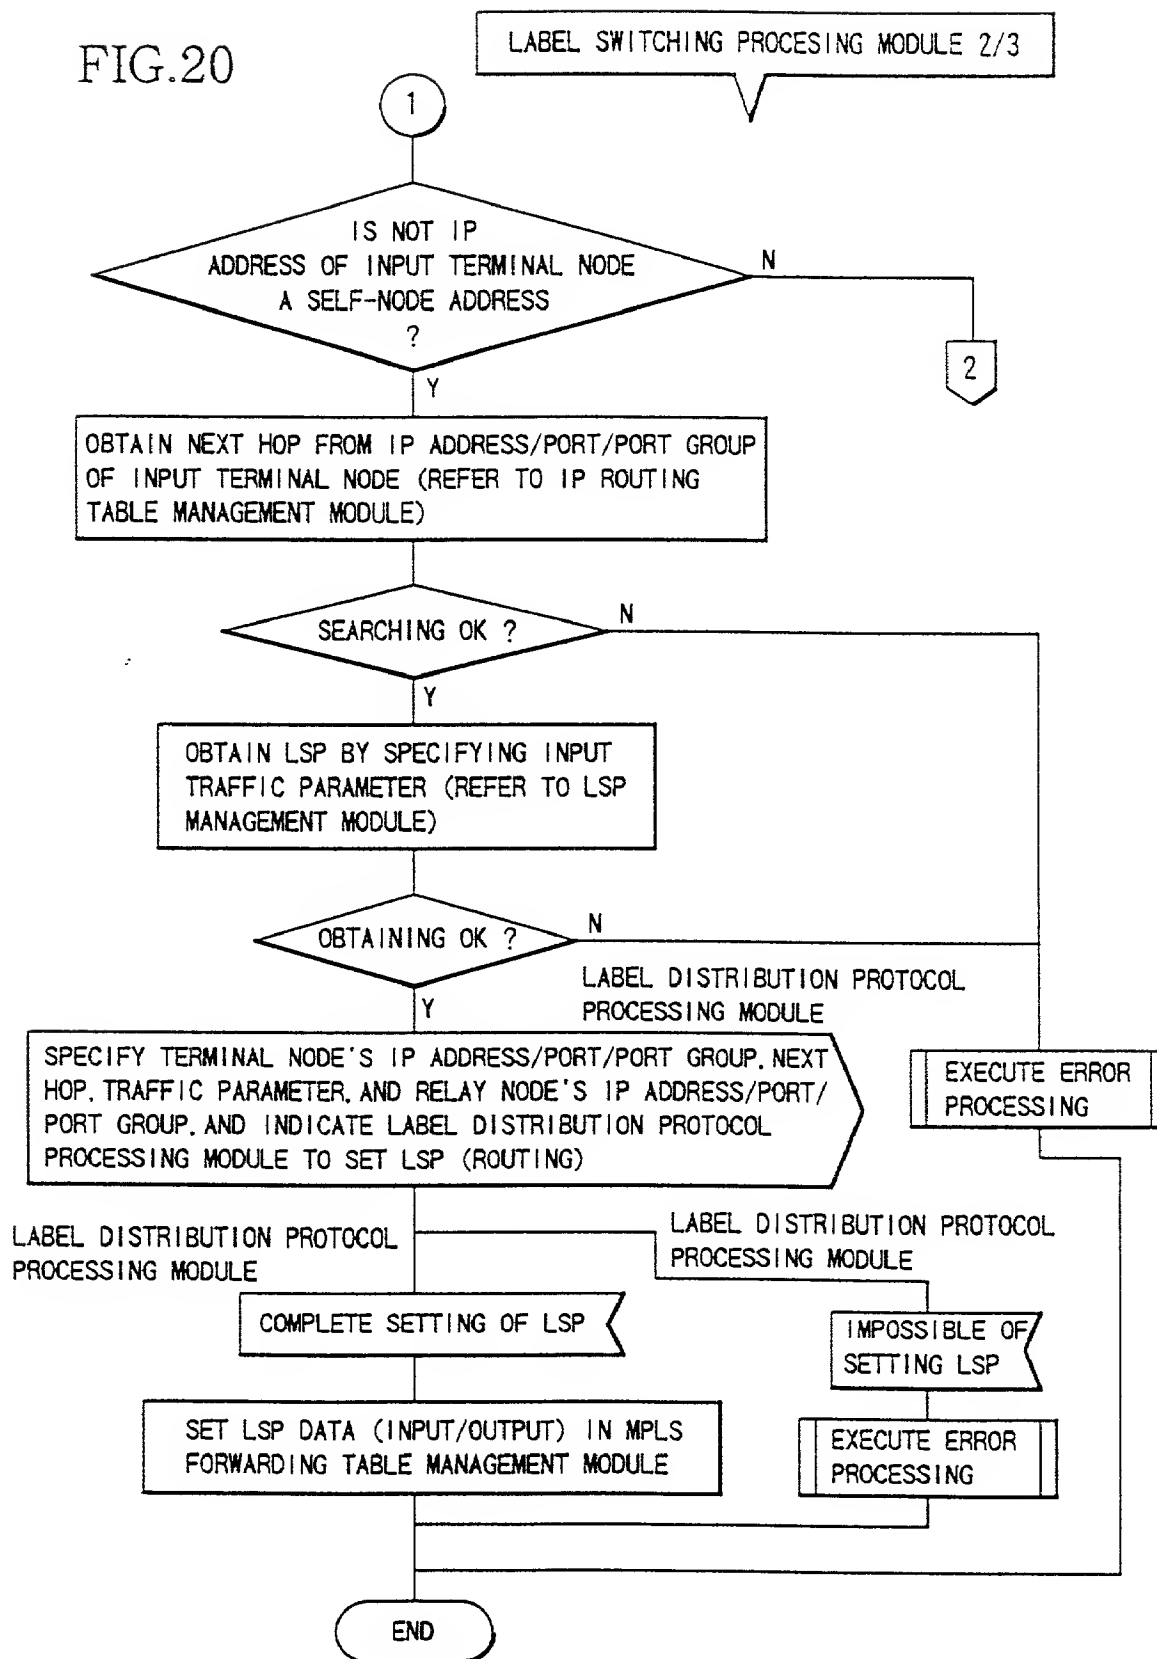 FIG.20
LABEL SWITCHING PROCESING MODULE 2/3
1
IS NOT IP
ADDRESS OF INPUT TERMINAL NODE
A SELF-NODE ADDRESS
?
N
2
Y
OBTAIN NEXT HOP FROM IP ADDRESS/PORT/PORT GROUP
OF INPUT TERMINAL NODE (REFER TO IP ROUTING
TABLE MANAGEMENT MODULE)
SEARCHING OK ?
N
Y
OBTAIN LSP BY SPECIFYING INPUT
TRAFFIC PARAMETER (REFER TO LSP
MANAGEMENT MODULE)
OBTAINING OK ?
N
Y
LABEL DISTRIBUTION PROTOCOL
PROCESSING MODULE
SPECIFY TERMINAL NODE'S IP ADDRESS/PORT/PORT GROUP, NEXT
HOP, TRAFFIC PARAMETER, AND RELAY NODE'S IP ADDRESS/PORT/
PORT GROUP, AND INDICATE LABEL DISTRIBUTION PROTOCOL
PROCESSING MODULE TO SET LSP (ROUTING)
EXECUTE ERROR
PROCESSING
LABEL DISTRIBUTION PROTOCOL
PROCESSING MODULE
LABEL DISTRIBUTION PROTOCOL
PROCESSING MODULE
COMPLETE SETTING OF LSP
IMPOSSIBLE OF
SETTING LSP
SET LSP DATA (INPUT/OUTPUT) IN MPLS
FORWARDING TABLE MANAGEMENT MODULE
EXECUTE ERROR
PROCESSING
END